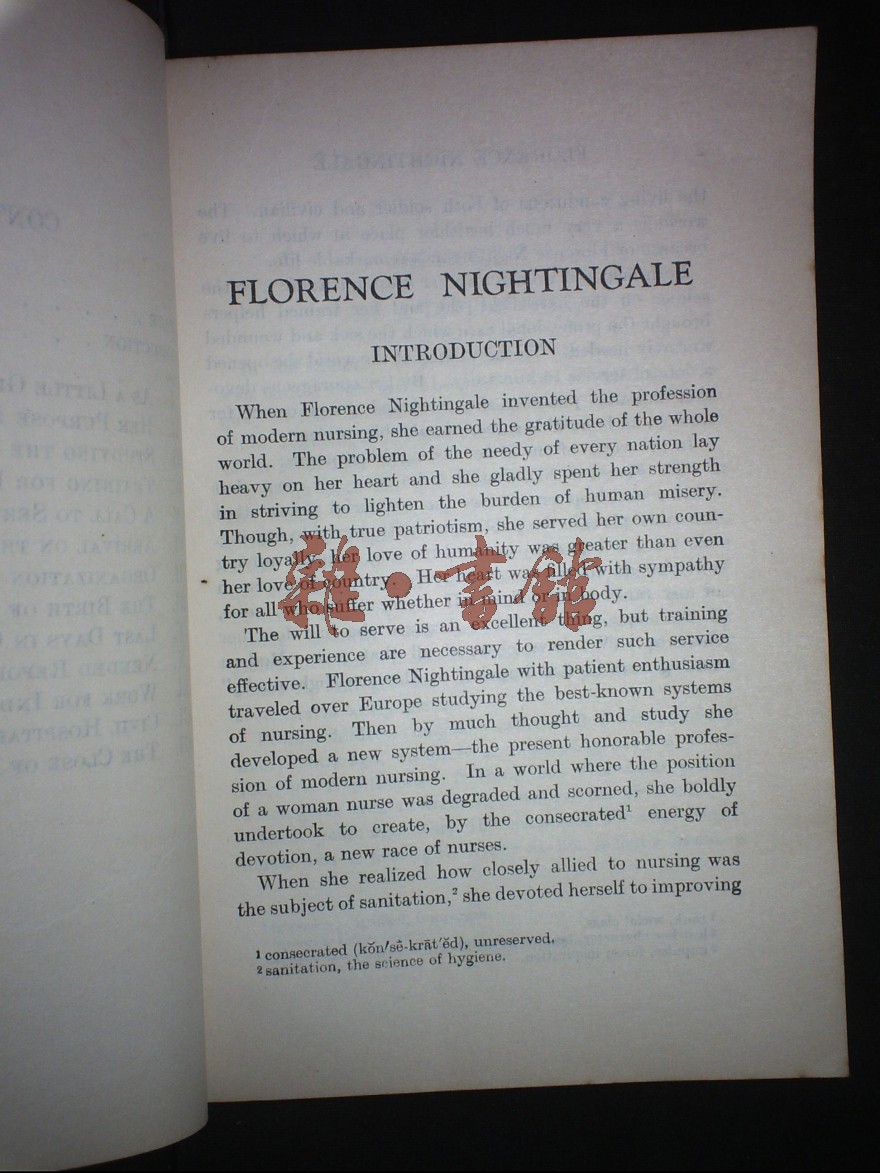 FLORENCE NIGHTINGALE
INTRODUCTION
When Florence Nightingale invented the profession
of modern nursing, she earned the gratitude of the whole
world. The problem of the needy of every nation lay
heavy on her heart and she gladly spent her strength
in striving to lighten the burden of human misery.
Though, with true patriotism, she served her own coun-
try loyally, her love of humanity was greater than even
her love of country. Her heart was filled with sympathy
for all who suffer whether in mind or in body.
The will to serve is an excellent thing, but training
and experience are necessary to render such service
effective. Florence Nightingale with patient enthusiasm
traveled over Europe studying the best-known systems
of nursing. Then by much thought and study she
developed a new system—the present honorable profes-
sion of modern nursing. In a world where the position
of a woman nurse was degraded and scorned, she boldly
undertook to create, by the consecrated¹ energy of
devotion, a new race of nurses.
When she realized how closely allied to nursing was
the subject of sanitation,² she devoted herself to improving
1 consecrated (kŏn′sê-krāt′ĕd), unreserved.
2 sanitation, the science of hygiene.
雜·書館